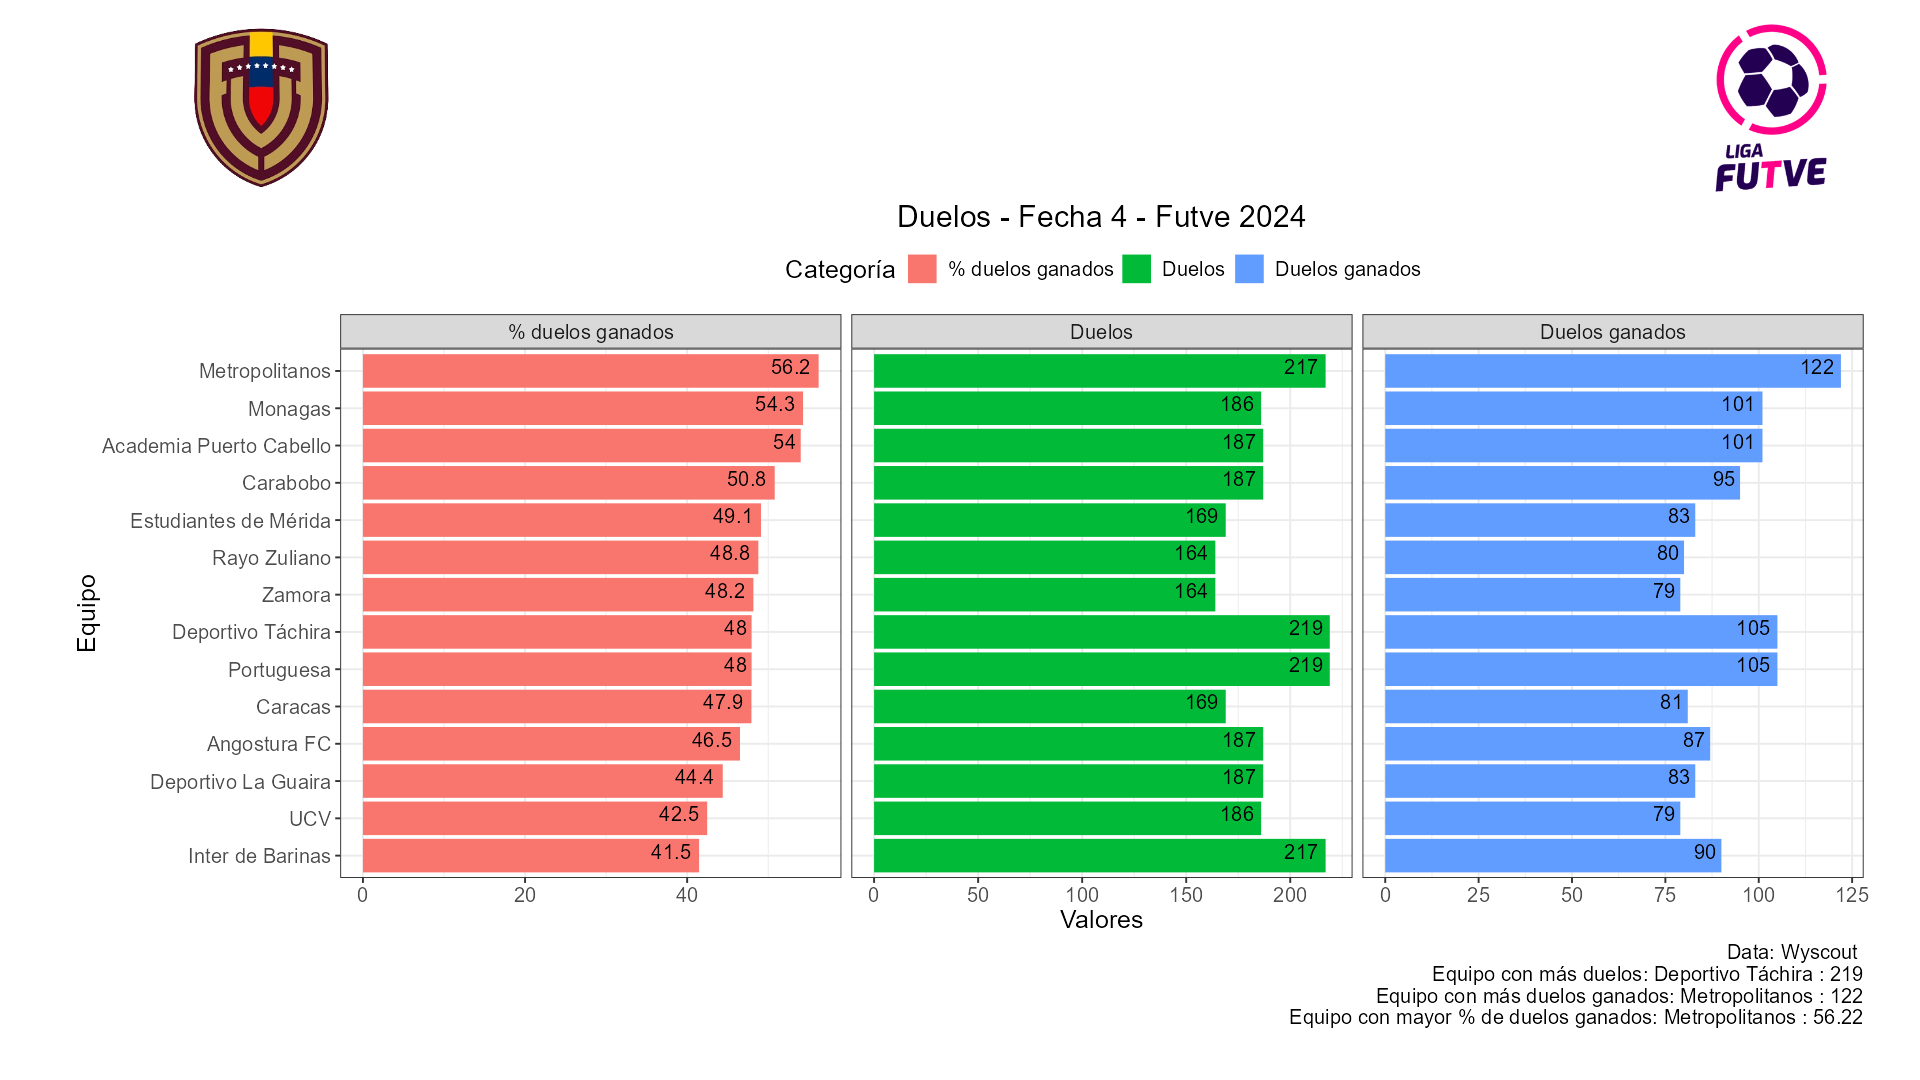 LIGA
FUTVE
Duelos - Fecha 4 - Futve 2024
Categoría % duelos ganados Duelos Duelos ganados
% duelos ganados Duelos Duelos ganados
Metropolitanos 56.2 217 122
Monagas 54.3 186 101
Academia Puerto Cabello 54 187 101
Carabobo 50.8 187 95
Estudiantes de Mérida 49.1 169 83
Rayo Zuliano 48.8 164 80
Zamora 48.2 164 79
Deportivo Táchira 48 219 105
Portuguesa 48 219 105
Caracas 47.9 169 81
Angostura FC 46.5 187 87
Deportivo La Guaira 44.4 187 83
UCV 42.5 186 79
Inter de Barinas 41.5 217 90
Equipo
0 20 40 0 50 100 150 200 0 25 50 75 100 125
Valores
Data: Wyscout
Equipo con más duelos: Deportivo Táchira : 219
Equipo con más duelos ganados: Metropolitanos : 122
Equipo con mayor % de duelos ganados: Metropolitanos : 56.22